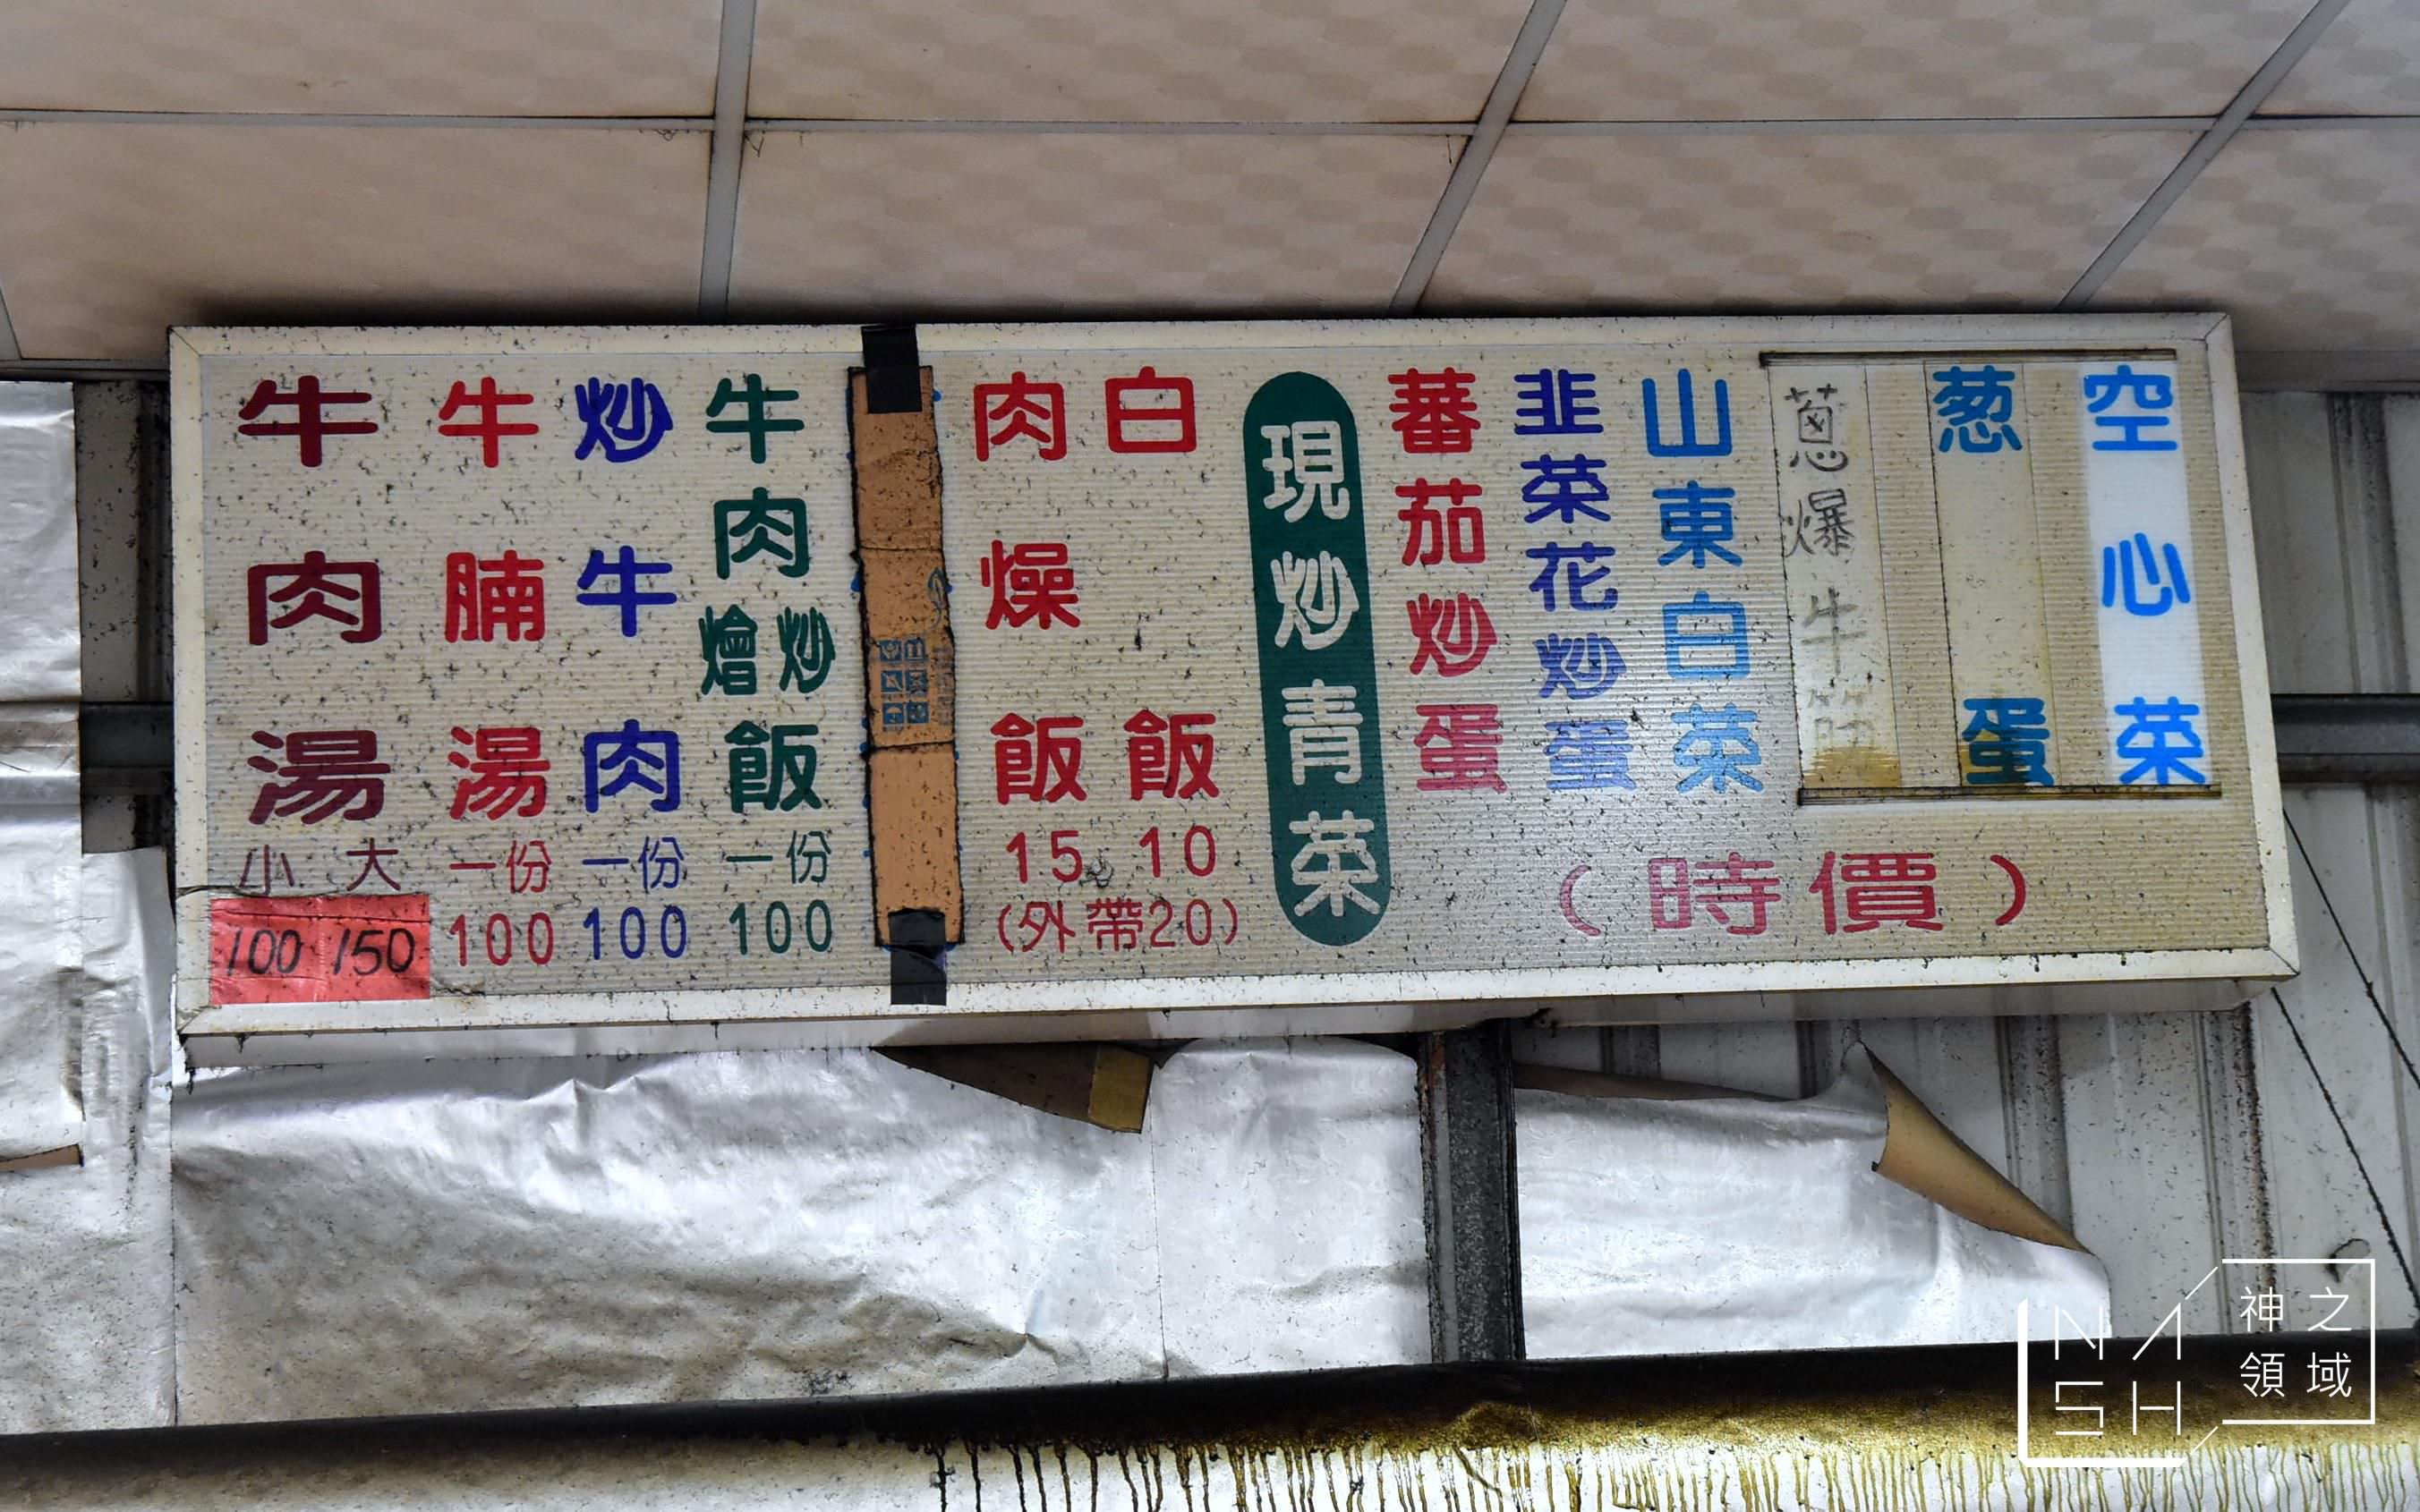 牛肉湯
小 大
100 150
牛腩湯
一份
100
炒牛肉
一份
100
牛肉燴炒飯
一份
100
肉燥飯
15
白飯
10
(外帶20)
現炒青菜
蕃茄炒蛋
韭菜花炒蛋
山東白菜
蔥爆牛筋
葱蛋
空心菜
(時價)
NASH
神之領域